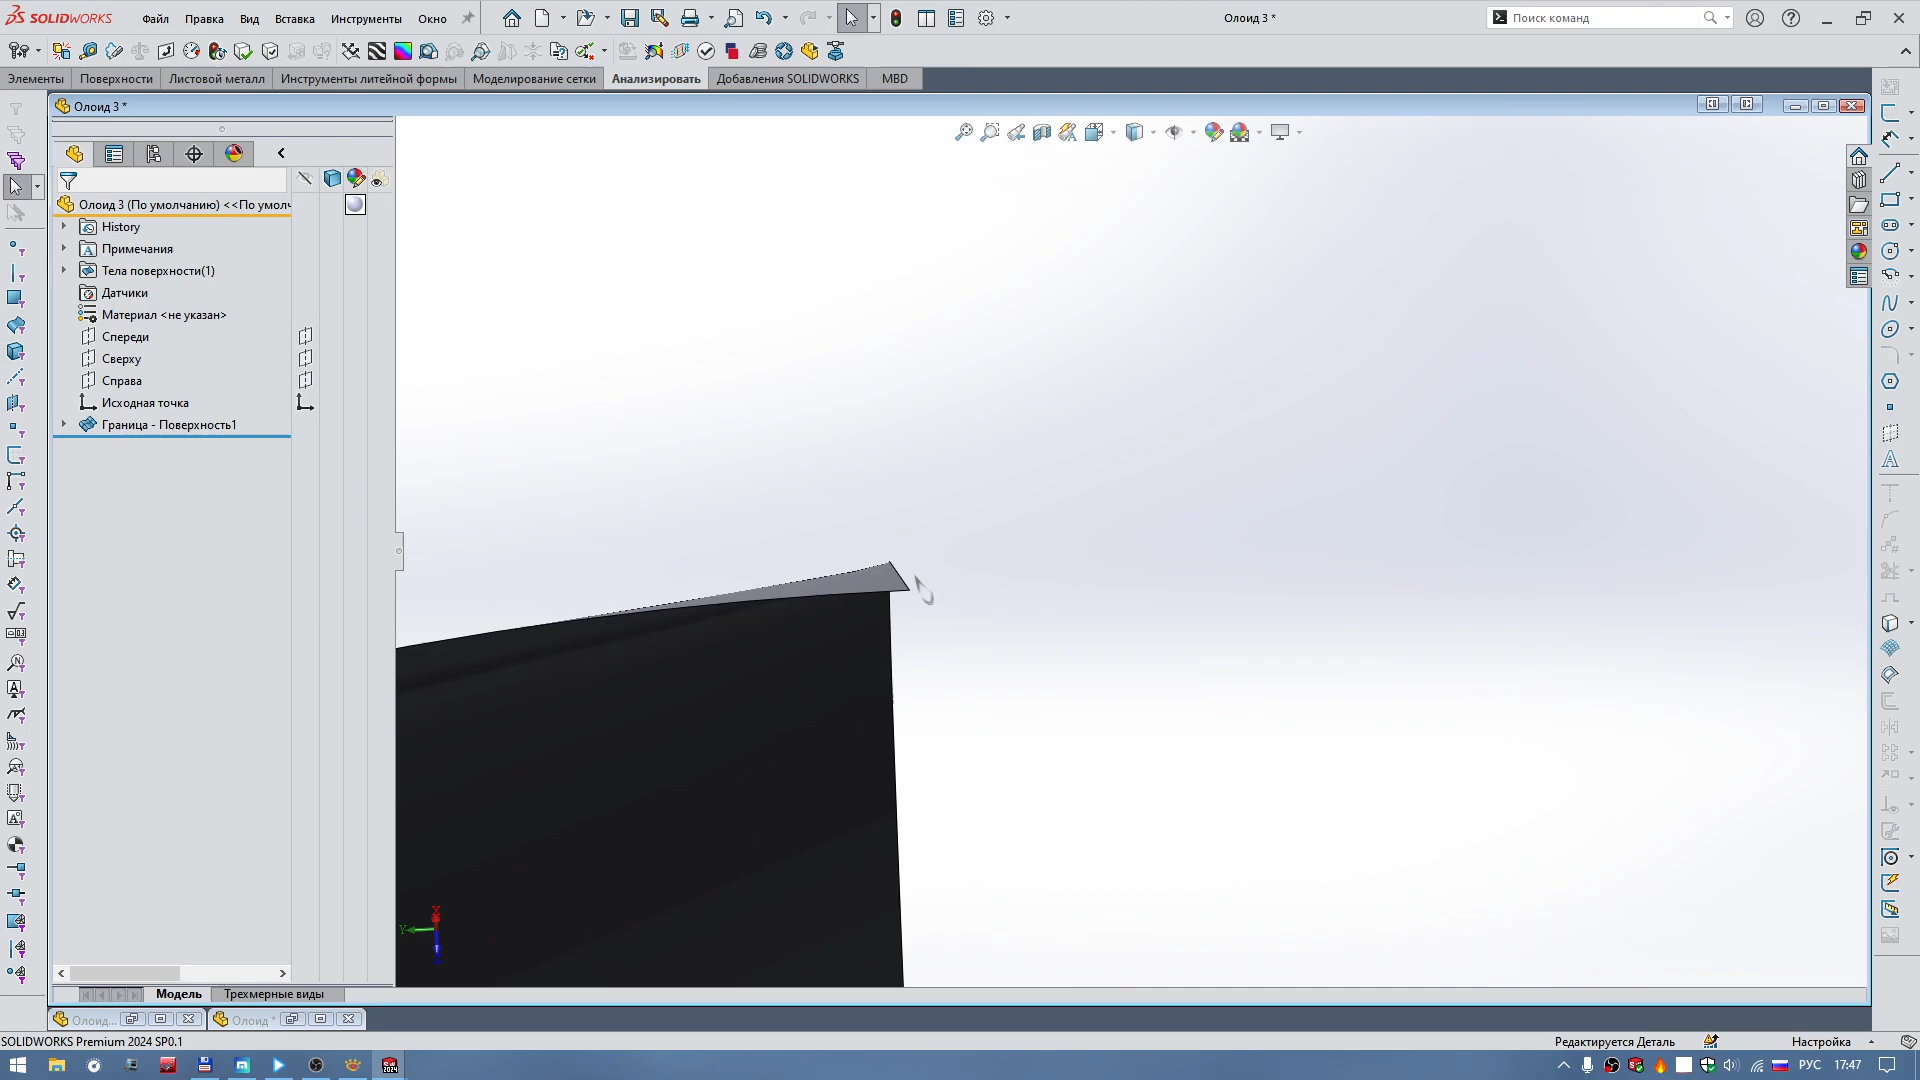 SOLIDWORKS
Файл Правка Вид Вставка Инструменты Окно
Олоид 3 *
Поиск команд
Элементы Поверхности Листовой металл Инструменты литейной формы Моделирование сетки Анализировать Добавления SOLIDWORKS MBD
Олоид 3 *
Олоид 3 (По умолчанию) <<По умолч
History
Примечания
Тела поверхности(1)
Датчики
Материал <не указан>
Спереди
Сверху
Справа
Исходная точка
Граница - Поверхность1
X
Y
Модель Трехмерные виды
Олоид... Олоид *
SOLIDWORKS Premium 2024 SP0.1
Редактируется Деталь
Настройка
РУС 17:47